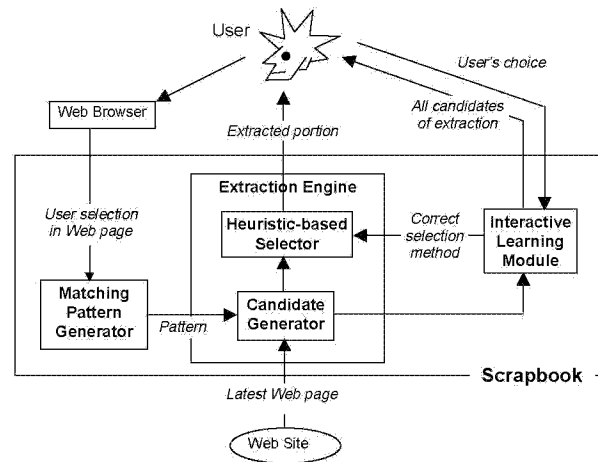 User
User's choice
Web Browser
All candidates
of extraction
Extracted portion
Extraction Engine
User selection
in Web page
Heuristic-based
Selector
Correct
selection
method
Interactive
Learning
Module
Matching
Pattern
Generator
Pattern
Candidate
Generator
Scrapbook
Latest Web page
Web Site